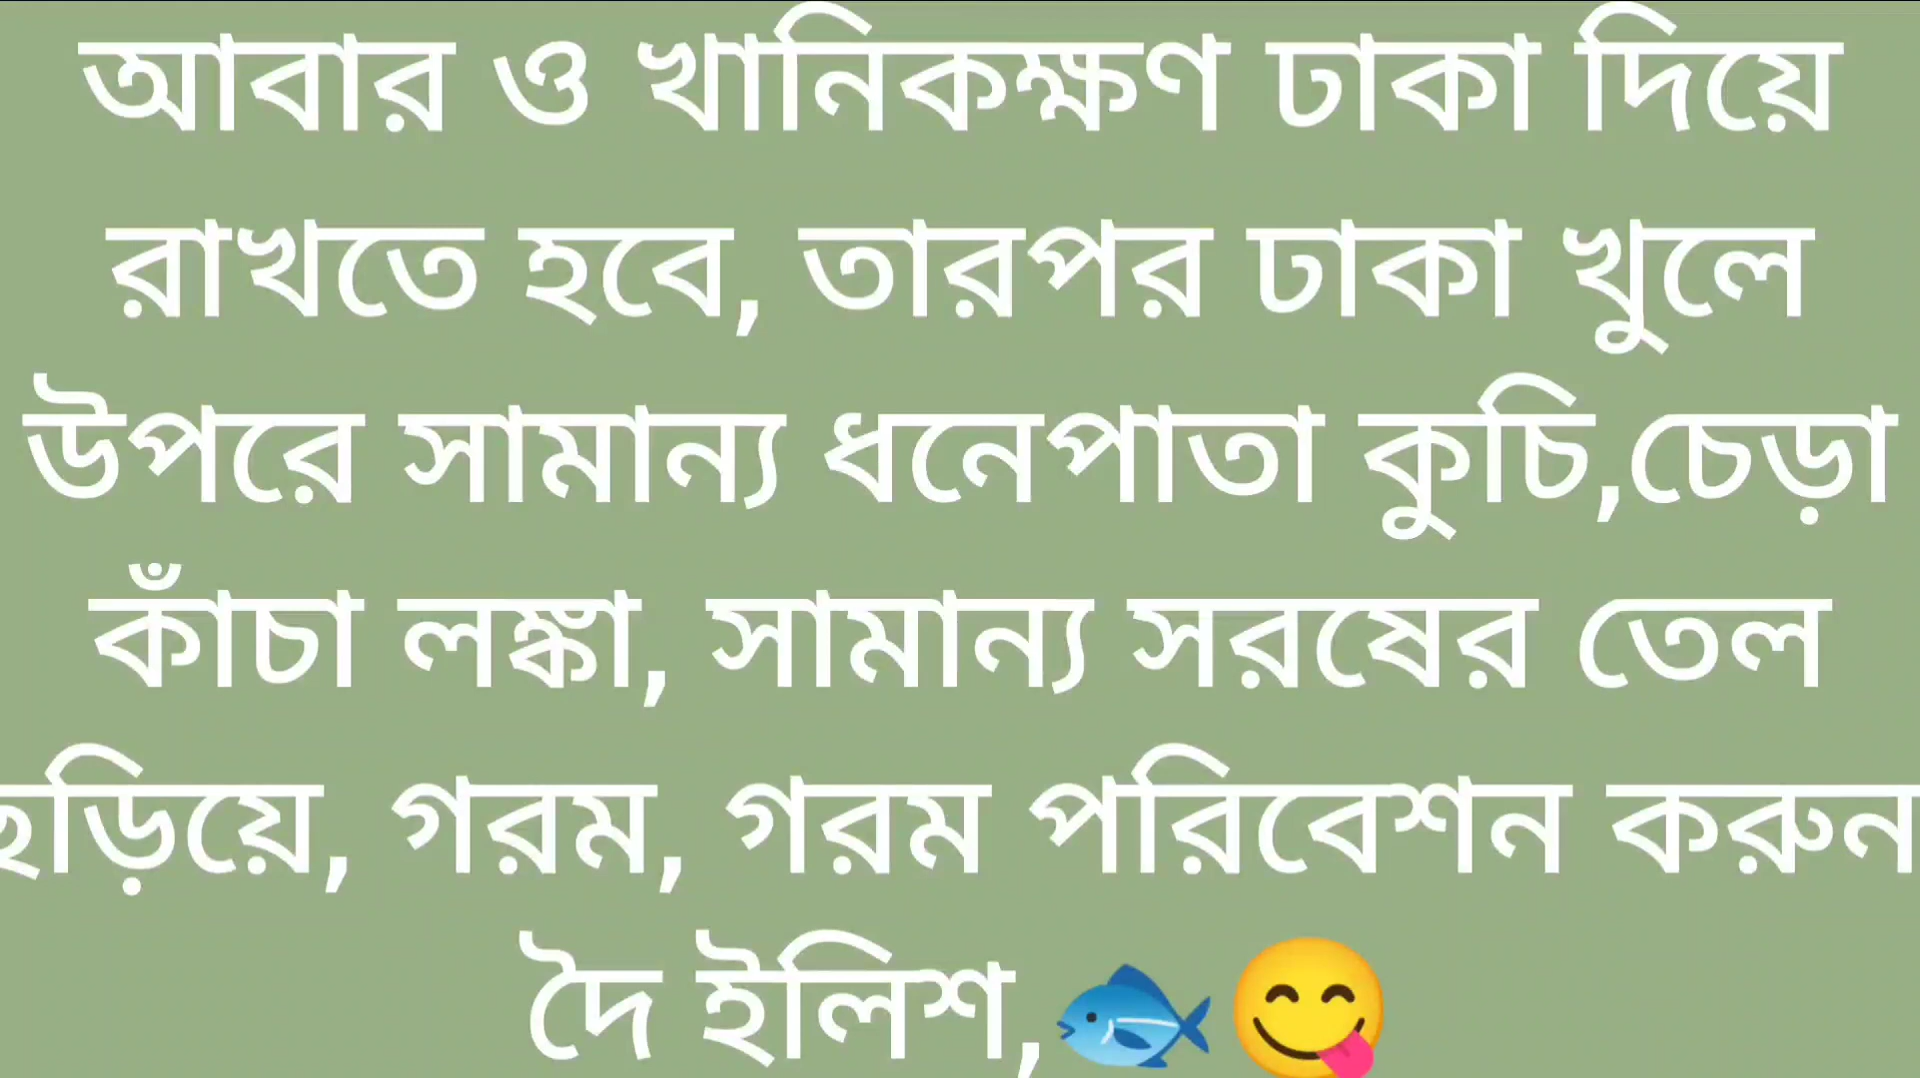 আবার ও খানিকক্ষণ ঢাকা দিয়ে
রাখতে হবে, তারপর ঢাকা খুলে
উপরে সামান্য ধনেপাতা কুচি,চেড়া
কাঁচা লঙ্কা, সামান্য সরষের তেল
ছড়িয়ে, গরম, গরম পরিবেশন করুন
দৈ ইলিশ,🐟😋